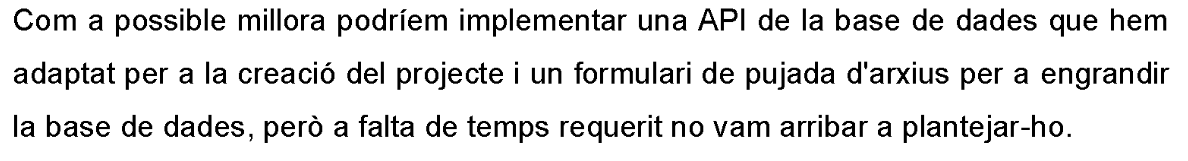 Com a possible millora podríem implementar una API de la base de dades que hem
adaptat per a la creació del projecte i un formulari de pujada d'arxius per a engrandir
la base de dades, però a falta de temps requerit no vam arribar a plantejar-ho.